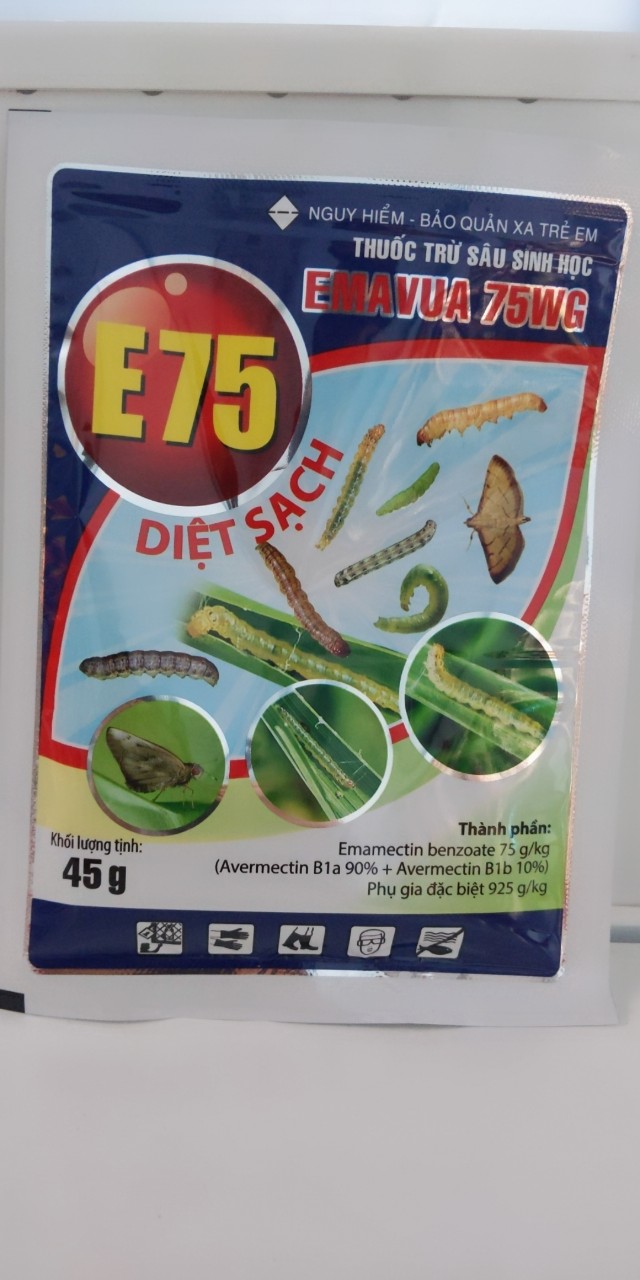 NGUY HIỂM - BẢO QUẢN XA TRẺ EM
THUỐC TRỪ SÂU SINH HỌC
EMAVUA 75WG
E75
DIỆT SẠCH
Khối lượng tịnh:
45 g
Thành phần:
Emamectin benzoate 75 g/kg
(Avermectin B1a 90% + Avermectin B1b 10%)
Phụ gia đặc biệt 925 g/kg